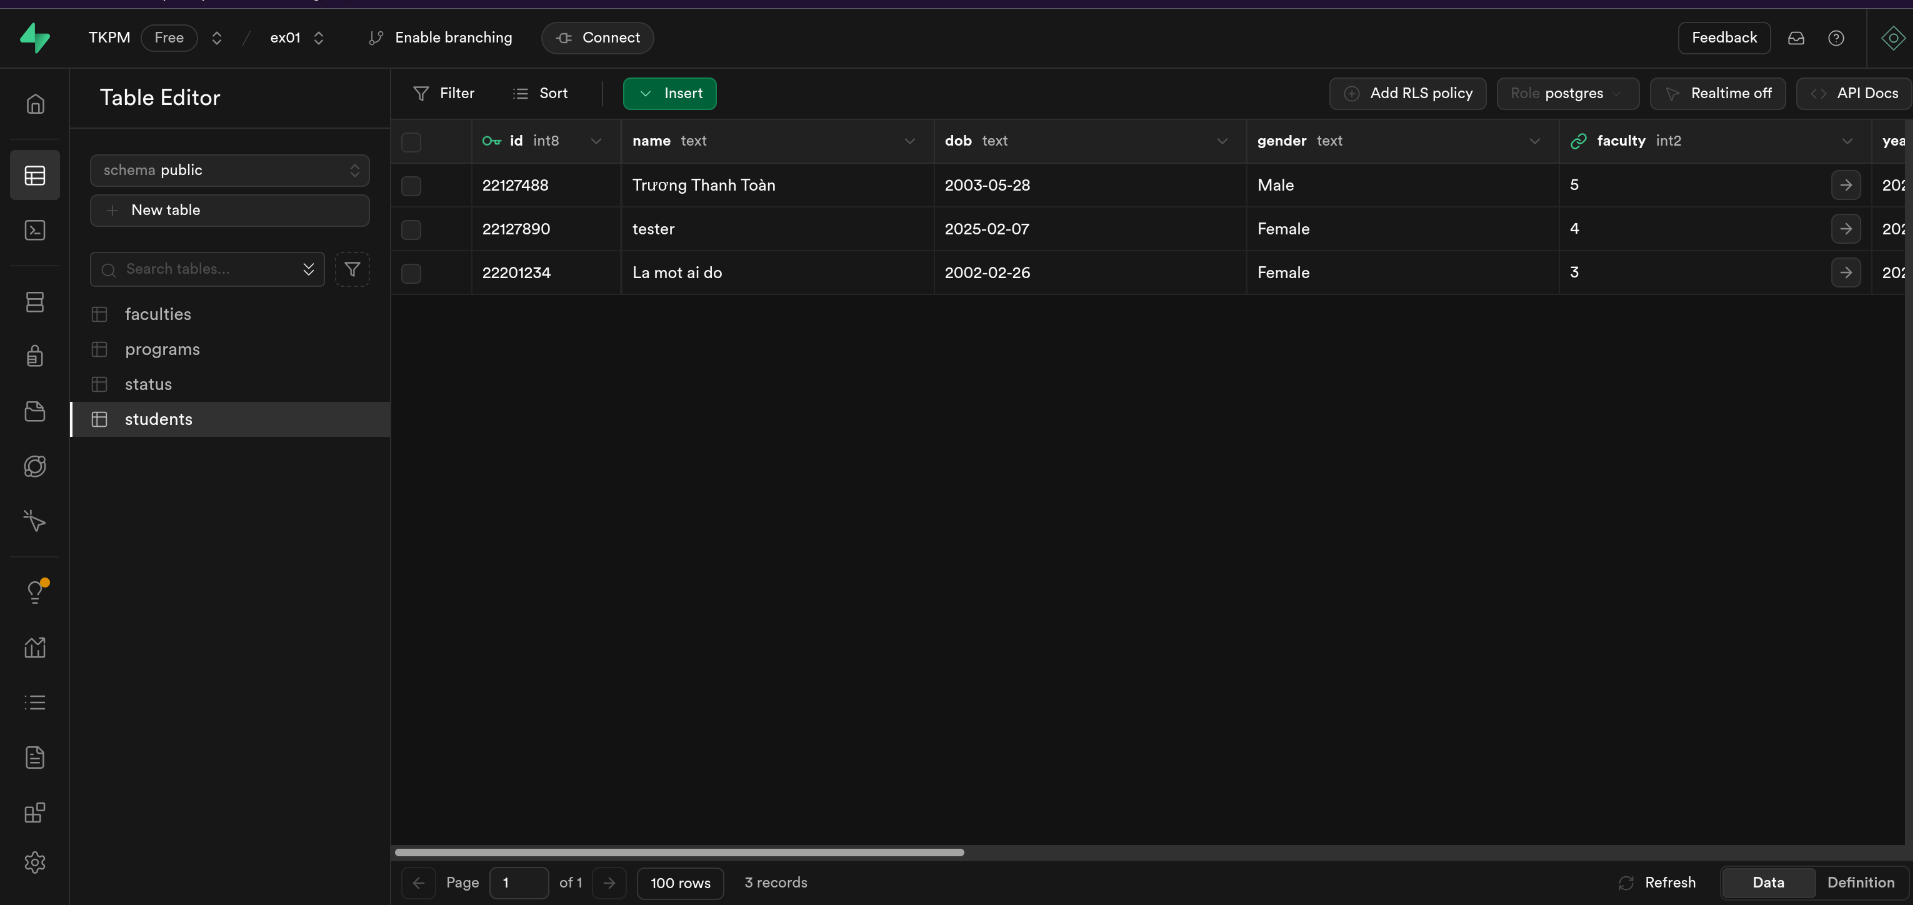 TKPM Free / ex01 Enable branching Connect Feedback
Table Editor
schema public
New table
Search tables...
faculties
programs
status
students
Filter Sort Insert Add RLS policy Role postgres Realtime off API Docs
id int8 name text dob text gender text faculty int2 yea
22127488 Trương Thanh Toàn 2003-05-28 Male 5 202
22127890 tester 2025-02-07 Female 4 202
22201234 La mot ai do 2002-02-26 Female 3 202
Page 1 of 1 100 rows 3 records Refresh Data Definition